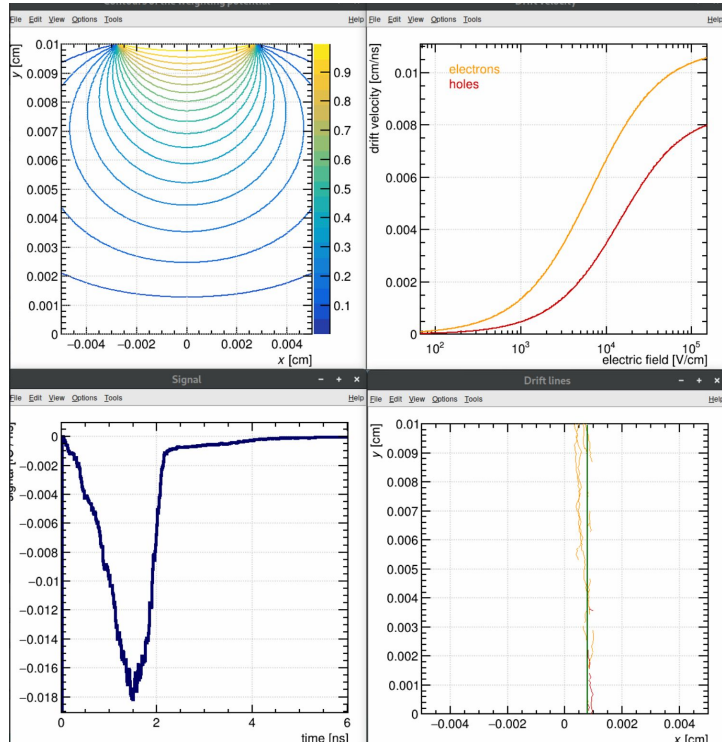 File Edit View Options Tools Help
y [cm]
0.01
0.009
0.008
0.007
0.006
0.005
0.004
0.003
0.002
0.001
0
−0.004 −0.002 0 0.002 0.004
x [cm]
0.9
0.8
0.7
0.6
0.5
0.4
0.3
0.2
0.1
File Edit View Options Tools Help
drift velocity [cm/ns]
electrons
holes
0.01
0.008
0.006
0.004
0.002
0
10² 10³ 10⁴ 10⁵
electric field [V/cm]
Signal − + ×
File Edit View Options Tools Help
0
−0.002
−0.004
−0.006
−0.008
−0.01
−0.012
−0.014
−0.016
−0.018
0 2 4 6
time [ns]
Drift lines − + ×
File Edit View Options Tools Help
y [cm]
0.01
0.009
0.008
0.007
0.006
0.005
0.004
0.003
0.002
0.001
0
−0.004 −0.002 0 0.002 0.004
x [cm]